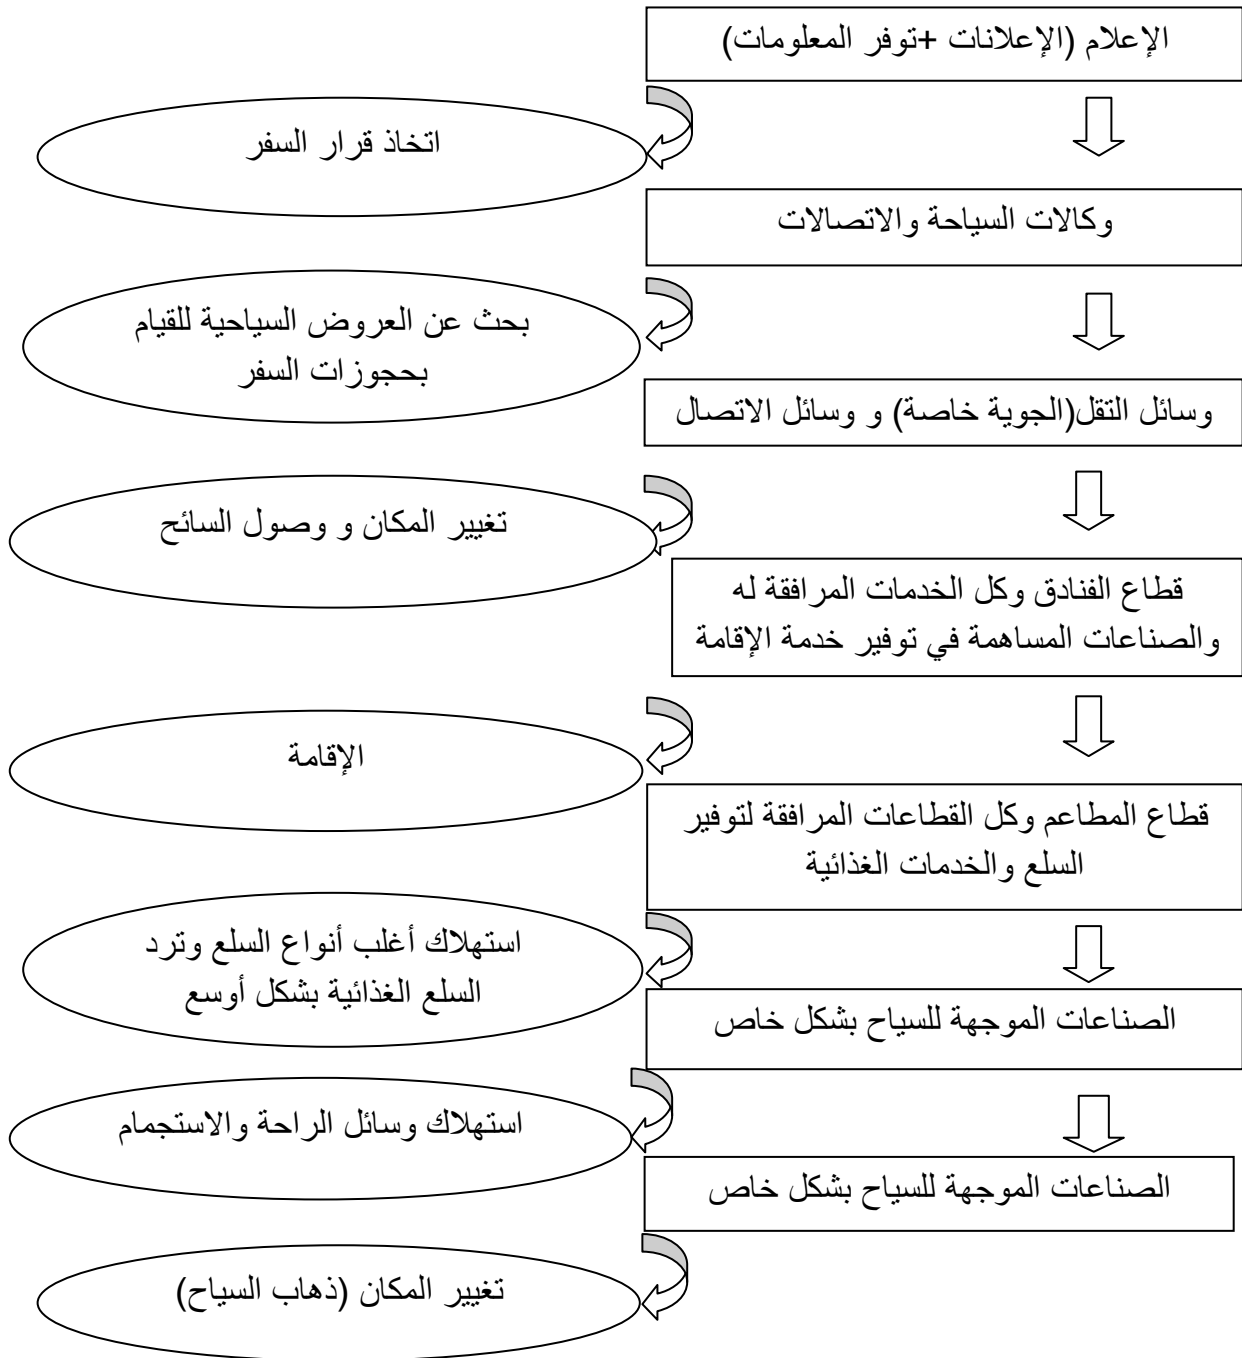 الإعلام (الإعلانات +توفر المعلومات)
اتخاذ قرار السفر
وكالات السياحة والاتصالات
بحث عن العروض السياحية للقيام
بحجوزات السفر
وسائل التقل(الجوية خاصة) و وسائل الاتصال
تغيير المكان و وصول السائح
قطاع الفنادق وكل الخدمات المرافقة له
والصناعات المساهمة في توفير خدمة الإقامة
الإقامة
قطاع المطاعم وكل القطاعات المرافقة لتوفير
السلع والخدمات الغذائية
استهلاك أغلب أنواع السلع وترد
السلع الغذائية بشكل أوسع
الصناعات الموجهة للسياح بشكل خاص
استهلاك وسائل الراحة والاستجمام
الصناعات الموجهة للسياح بشكل خاص
تغيير المكان (ذهاب السياح)